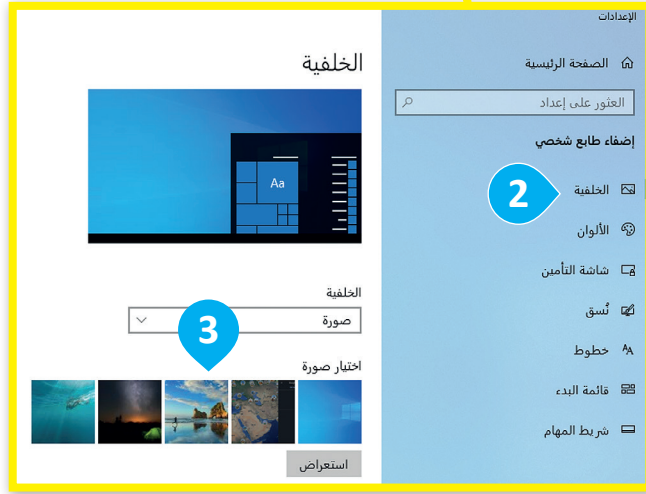 الإعدادات
الصفحة الرئيسية
العثور على إعداد
إضفاء طابع شخصي
الخلفية
2
الألوان
شاشة التأمين
نُسق
خطوط
قائمة البدء
شريط المهام
الخلفية
Aa
الخلفية
صورة
3
اختيار صورة
استعراض